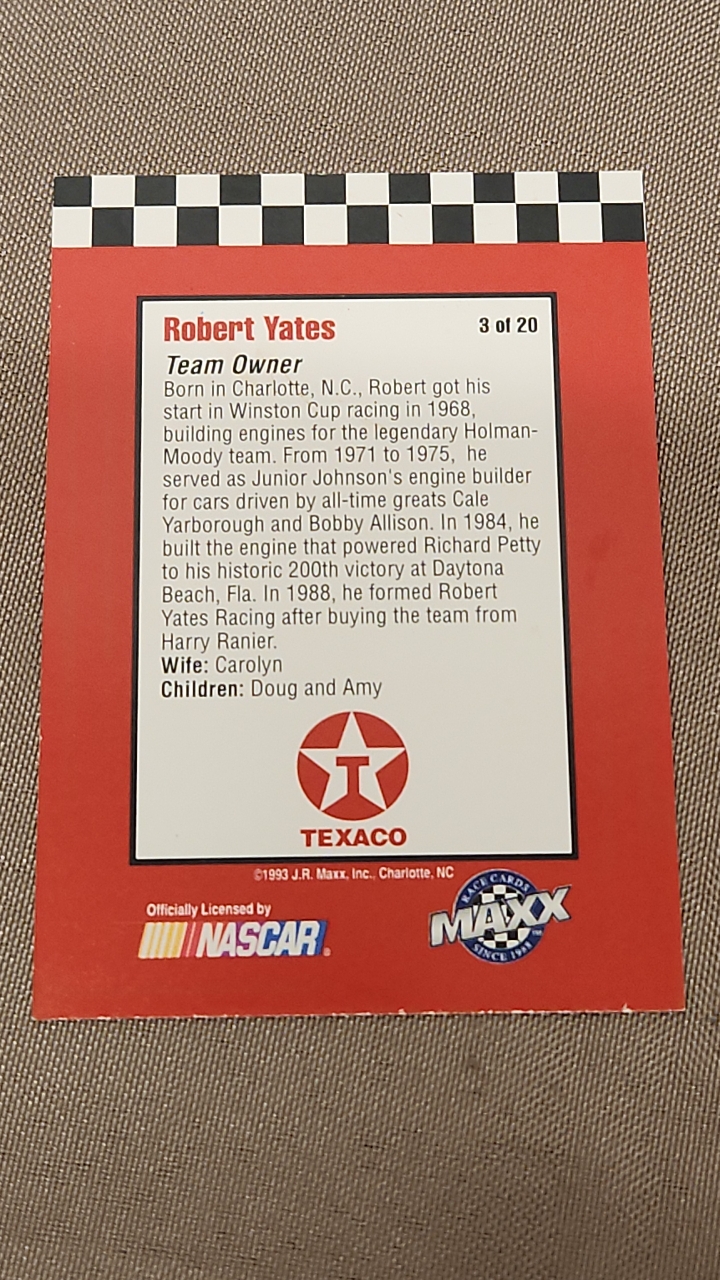 Robert Yates
3 of 20
Team Owner
Born in Charlotte, N.C., Robert got his
start in Winston Cup racing in 1968,
building engines for the legendary Holman-
Moody team. From 1971 to 1975, he
served as Junior Johnson's engine builder
for cars driven by all-time greats Cale
Yarborough and Bobby Allison. In 1984, he
built the engine that powered Richard Petty
to his historic 200th victory at Daytona
Beach, Fla. In 1988, he formed Robert
Yates Racing after buying the team from
Harry Ranier.
Wife: Carolyn
Children: Doug and Amy
T
TEXACO
©1993 J.R. Maxx, Inc., Charlotte, NC
Officially Licensed by
NASCAR®
RACE CARDS
MAXX™
SINCE 1988